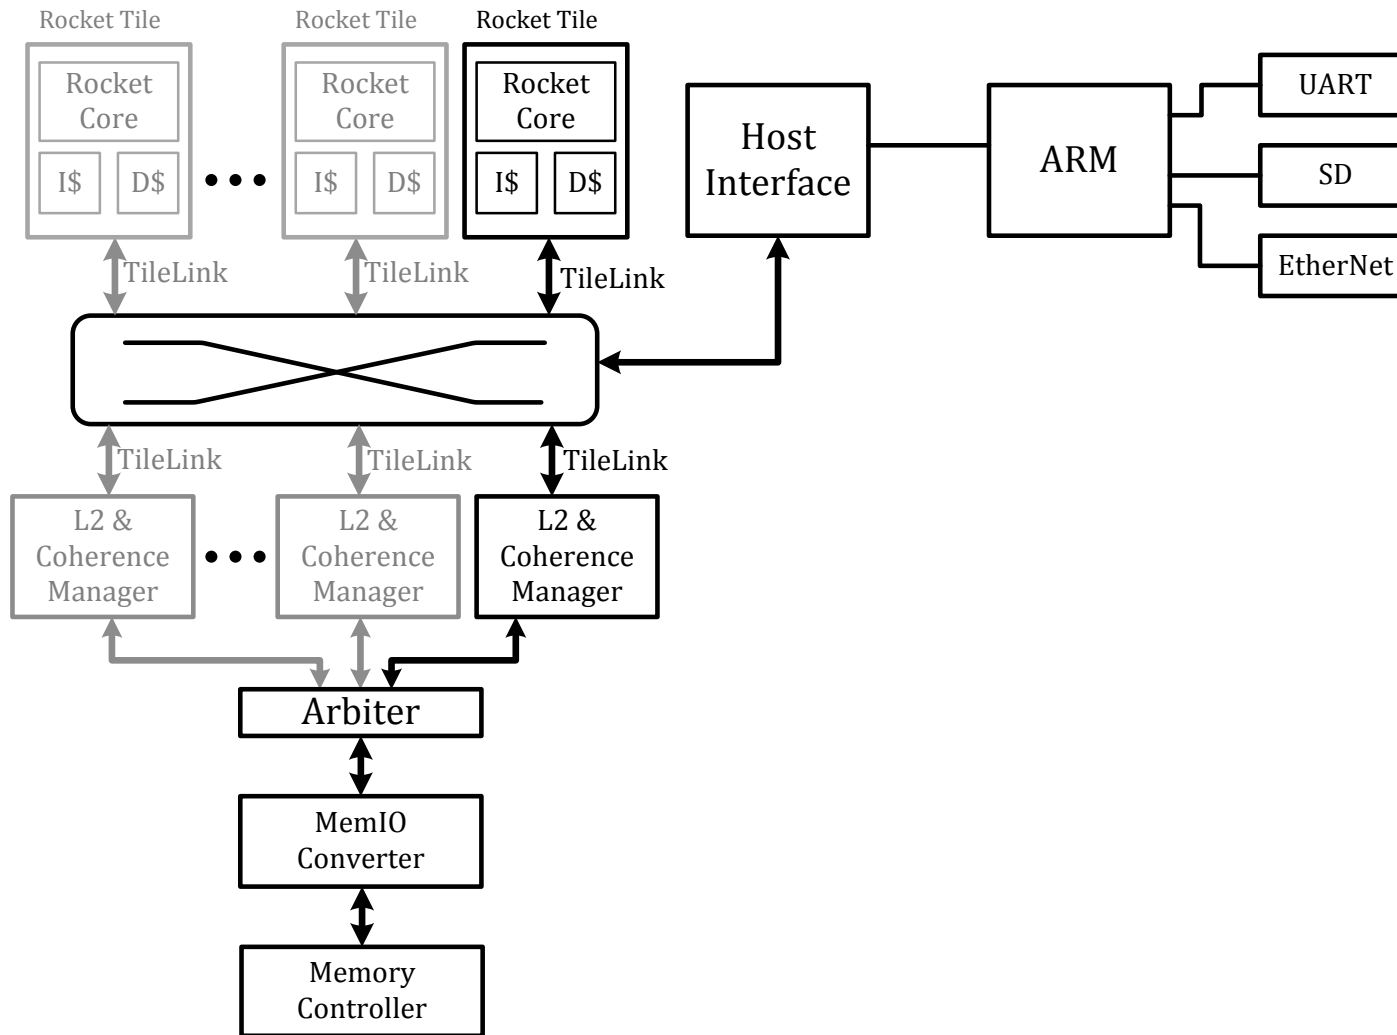 Rocket Tile
Rocket Tile
Rocket Tile
Rocket
Core
I$
D$
Rocket
Core
I$
D$
Rocket
Core
I$
D$
Host
Interface
ARM
UART
SD
EtherNet
TileLink
TileLink
TileLink
TileLink
TileLink
TileLink
L2 &
Coherence
Manager
L2 &
Coherence
Manager
L2 &
Coherence
Manager
Arbiter
MemIO
Converter
Memory
Controller